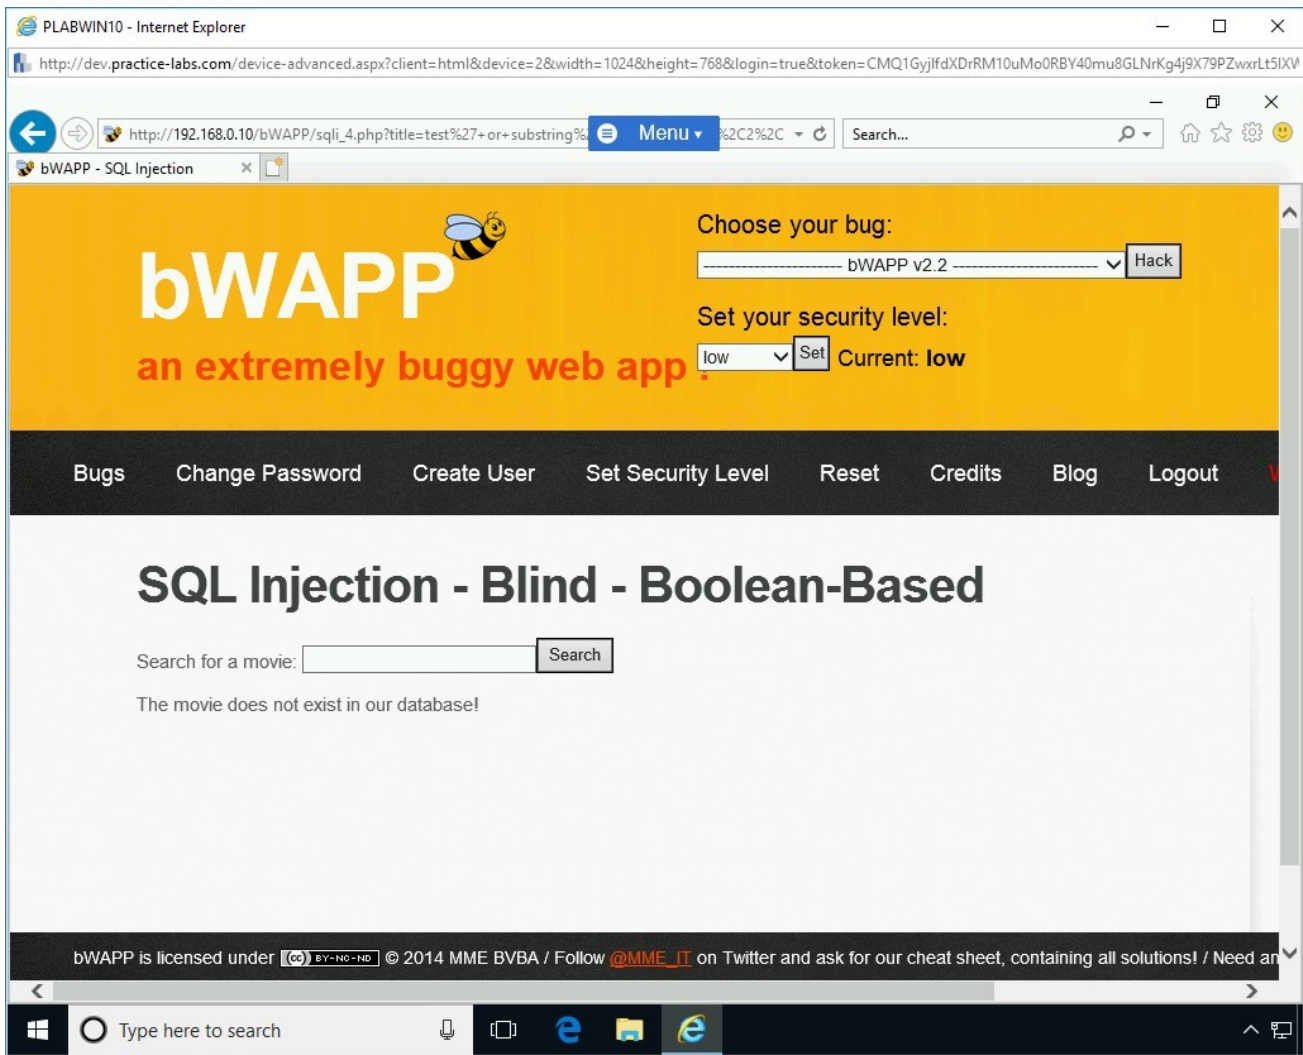 PLABWIN10 - Internet Explorer
http://dev.practice-labs.com/device-advanced.aspx?client=html&device=2&width=1024&height=768&login=true&token=CMQ1GyjIfdXDrRM10uMo0RBY40mu8GLNrKg4j9X79PZwxrLt5IXV
http://192.168.0.10/bWAPP/sqli_4.php?title=test%27+or+substring% Menu %2C2%2C Search...
bWAPP - SQL Injection
Choose your bug:
bWAPP
---------------------- bWAPP v2.2 ----------------------- Hack
Set your security level:
an extremely buggy web app !
low Set Current: low
Bugs Change Password Create User Set Security Level Reset Credits Blog Logout
SQL Injection - Blind - Boolean-Based
Search for a movie: Search
The movie does not exist in our database!
bWAPP is licensed under (cc) BY-NC-ND © 2014 MME BVBA / Follow @MME_IT on Twitter and ask for our cheat sheet, containing all solutions! / Need an
Type here to search